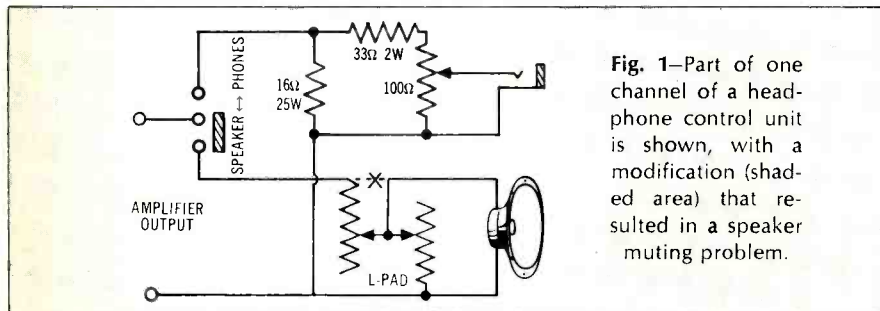 SPEAKER ↔ PHONES
16Ω
25W
33Ω 2W
100Ω
AMPLIFIER
OUTPUT
L-PAD
Fig. 1–Part of one
channel of a head-
phone control unit
is shown, with a
modification (shad-
ed area) that re-
sulted in a speaker
muting problem.